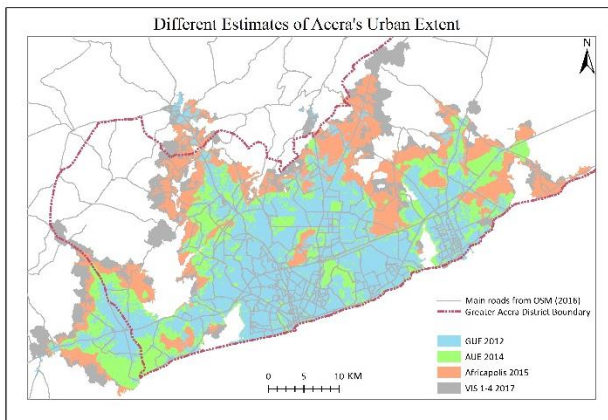 Different Estimates of Accra's Urban Extent
N
Main roads from OSM (2016)
Greater Accra District Boundary
GUF 2012
AUE 2014
Africapolis 2015
VIS 1-4 2017
0 5 10 KM